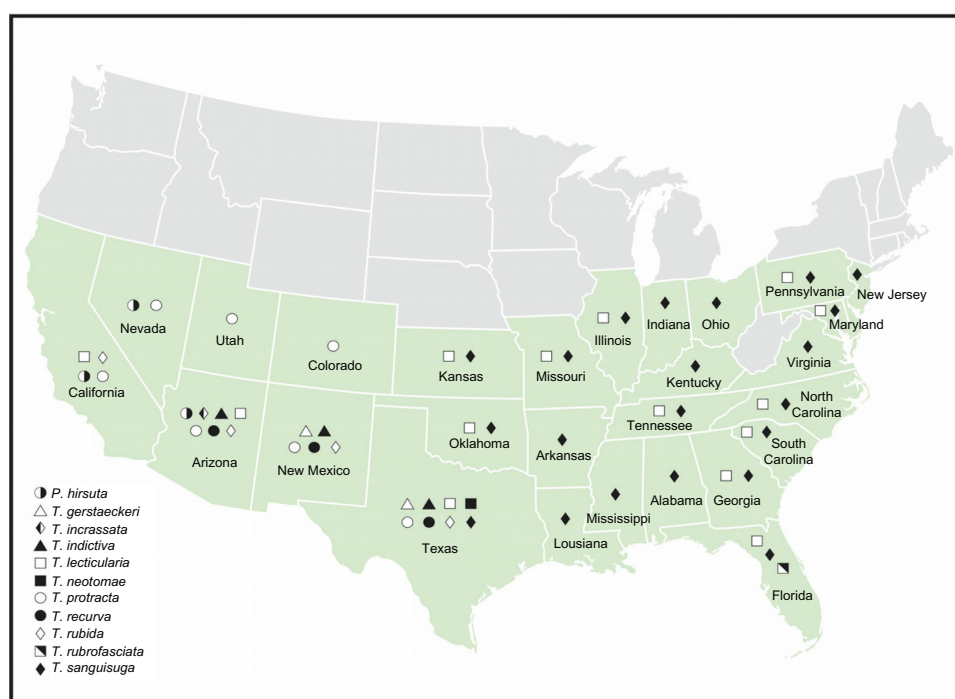 Pennsylvania
New Jersey
Maryland
Nevada
Utah
Illinois
Indiana
Ohio
Colorado
Kansas
Missouri
Virginia
Kentucky
California
North
Carolina
Tennessee
Oklahoma
Arkansas
South
Carolina
Arizona
New Mexico
Mississippi
Alabama
Georgia
Texas
Lousiana
Florida
P. hirsuta
T. gerstaeckeri
T. incrassata
T. indictiva
T. lecticularia
T. neotomae
T. protracta
T. recurva
T. rubida
T. rubrofasciata
T. sanguisuga